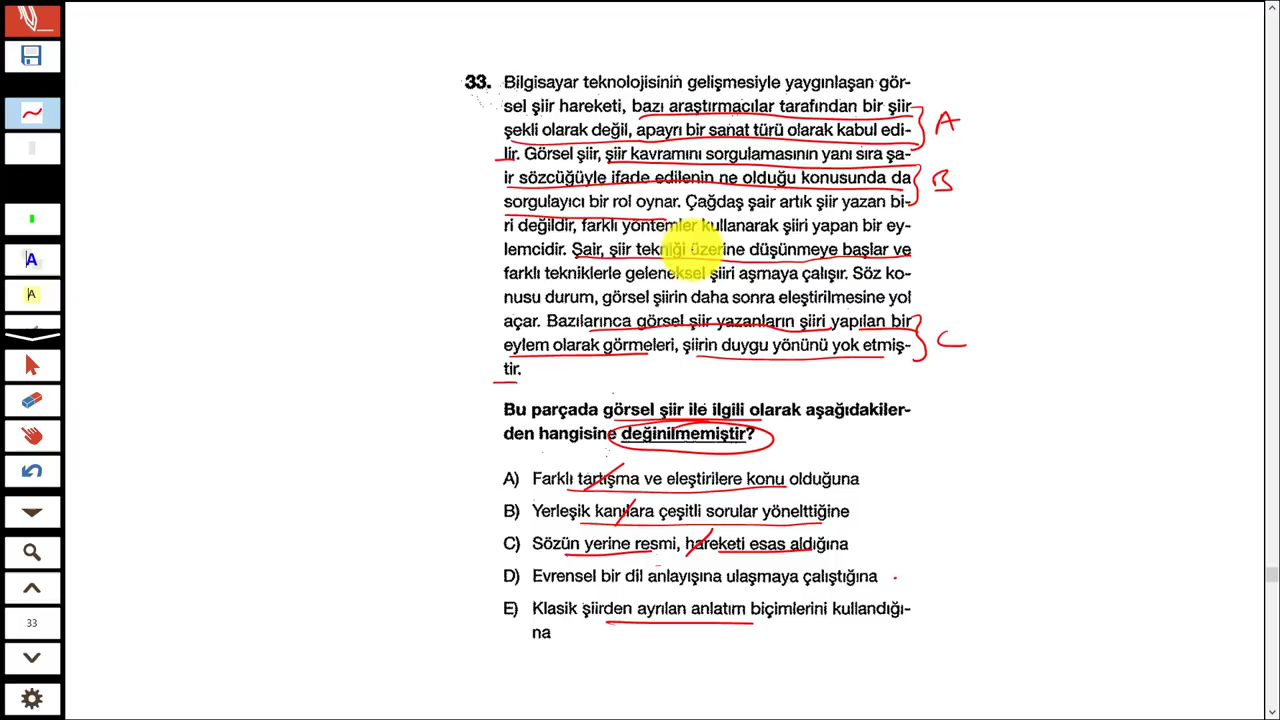 33. Bilgisayar teknolojisinin gelişmesiyle yaygınlaşan gör-
sel şiir hareketi, bazı araştırmacılar tarafından bir şiir
şekli olarak değil, apayrı bir sanat türü olarak kabul edi-
lir. Görsel şiir, şiir kavramını sorgulamasının yanı sıra şa-
ir sözcüğüyle ifade edilenin ne olduğu konusunda da
sorgulayıcı bir rol oynar. Çağdaş şair artık şiir yazan bi-
ri değildir, farklı yöntemler kullanarak şiiri yapan bir ey-
lemcidir. Şair, şiir tekniği üzerine düşünmeye başlar ve
farklı tekniklerle geleneksel şiiri aşmaya çalışır. Söz ko-
nusu durum, görsel şiirin daha sonra eleştirilmesine yol
açar. Bazılarınca görsel şiir yazanların şiiri yapılan bir
eylem olarak görmeleri, şiirin duygu yönünü yok etmiş-
tir.
A
B
C
Bu parçada görsel şiir ile ilgili olarak aşağıdakiler-
den hangisine değinilmemiştir?
A) Farklı tartışma ve eleştirilere konu olduğuna
B) Yerleşik kanılara çeşitli sorular yönelttiğine
C) Sözün yerine resmi, hareketi esas aldığına
D) Evrensel bir dil anlayışına ulaşmaya çalıştığına
E) Klasik şiirden ayrılan anlatım biçimlerini kullandığı-
na
A
A
33